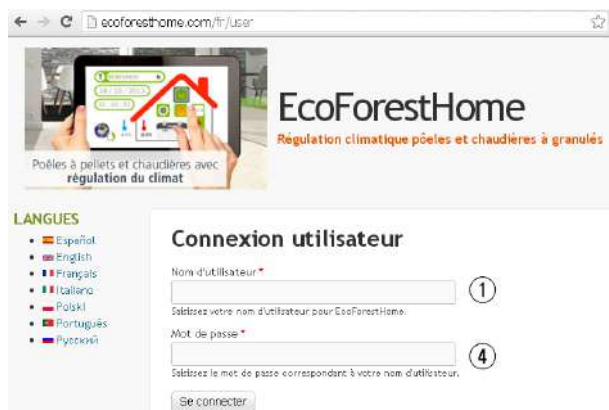 ecoforesthome.com/fr/user
EcoForestHome
Régulation climatique pôeles et chaudières à granulés
Poêles à pellets et chaudières avec
régulation du climat
LANGUES
Español
English
Français
Italiano
Polski
Português
Русский
Connexion utilisateur
Nom d'utilisateur *
1
Saisissez votre nom d'utilisateur pour EcoForestHome.
Mot de passe *
4
Saisissez le mot de passe correspondant à votre nom d'utilisateur.
Se connecter